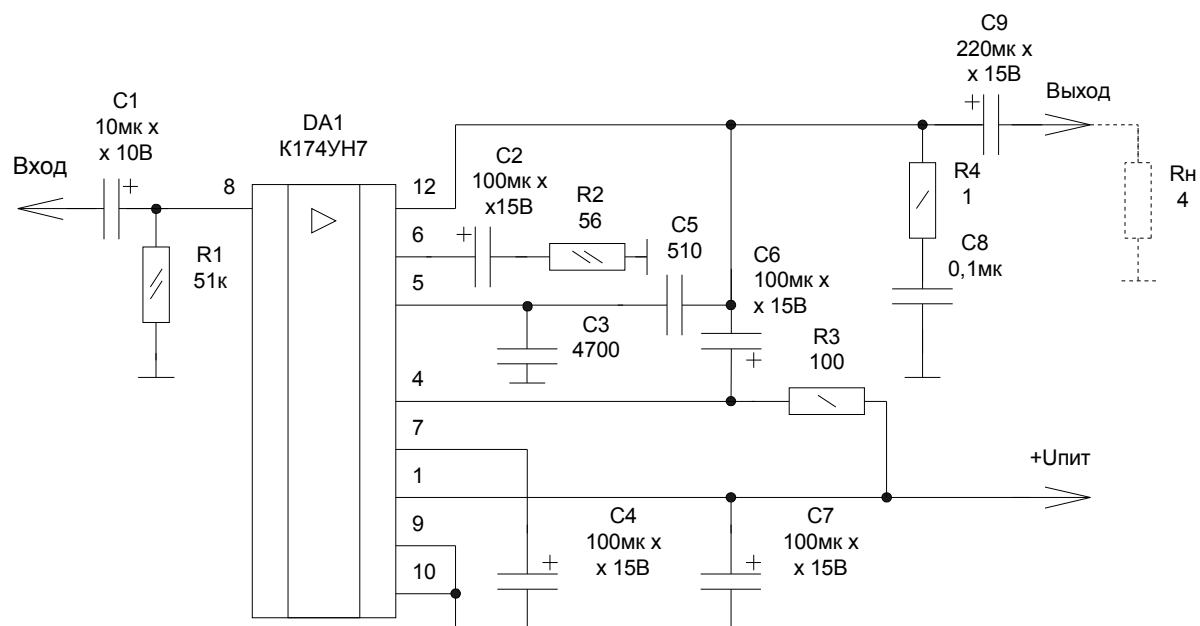 C9
220мк х
х 15В
Выход
C1
10мк х
х 10В
DA1
К174УН7
Вход
8
12
C2
100мк х
х15В
R2
56
R4
1
Rн
4
6
C5
510
C8
0,1мк
R1
51к
5
C6
100мк х
х 15В
C3
4700
R3
100
4
7
+Uпит
1
C4
100мк х
х 15В
C7
100мк х
х 15В
9
10